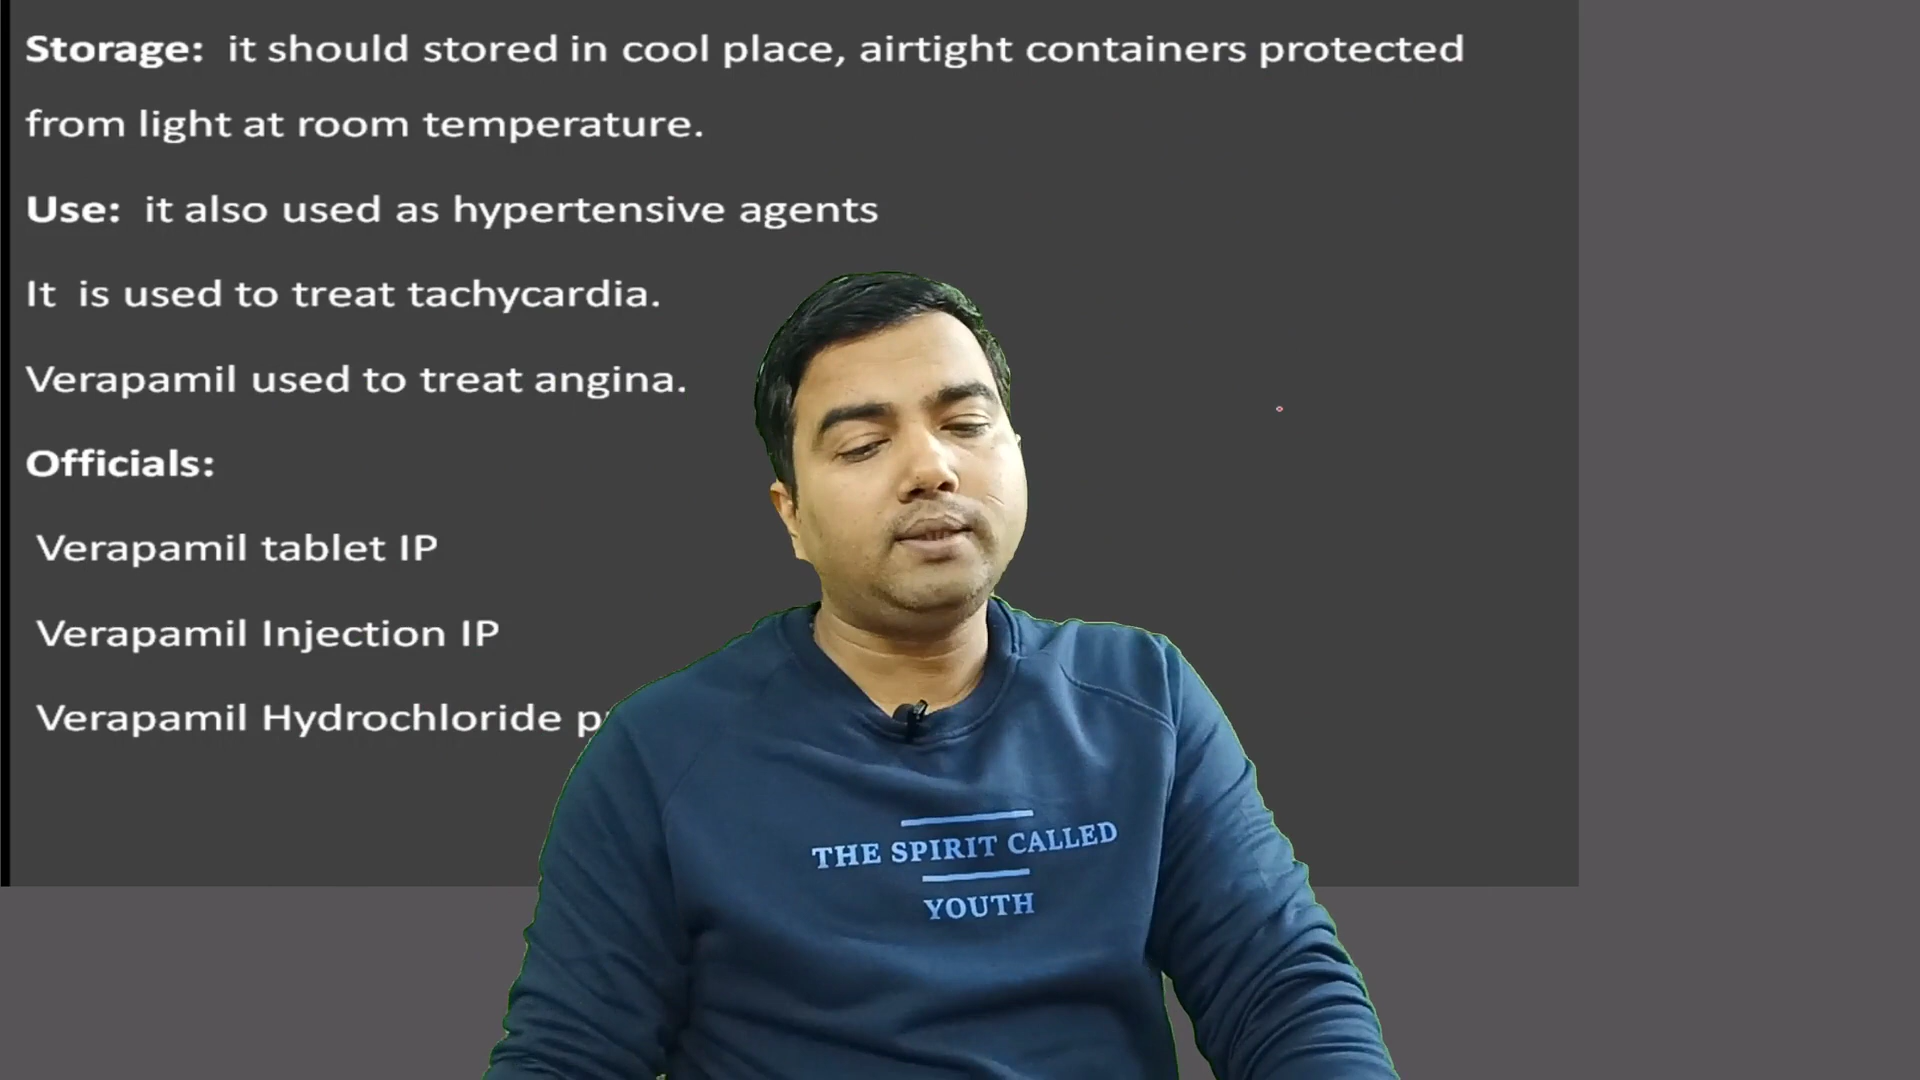 Storage: it should stored in cool place, airtight containers protected
from light at room temperature.
Use: it also used as hypertensive agents
It is used to treat tachycardia.
Verapamil used to treat angina.
Officials:
Verapamil tablet IP
Verapamil Injection IP
Verapamil Hydrochloride
THE SPIRIT CALLED
YOUTH